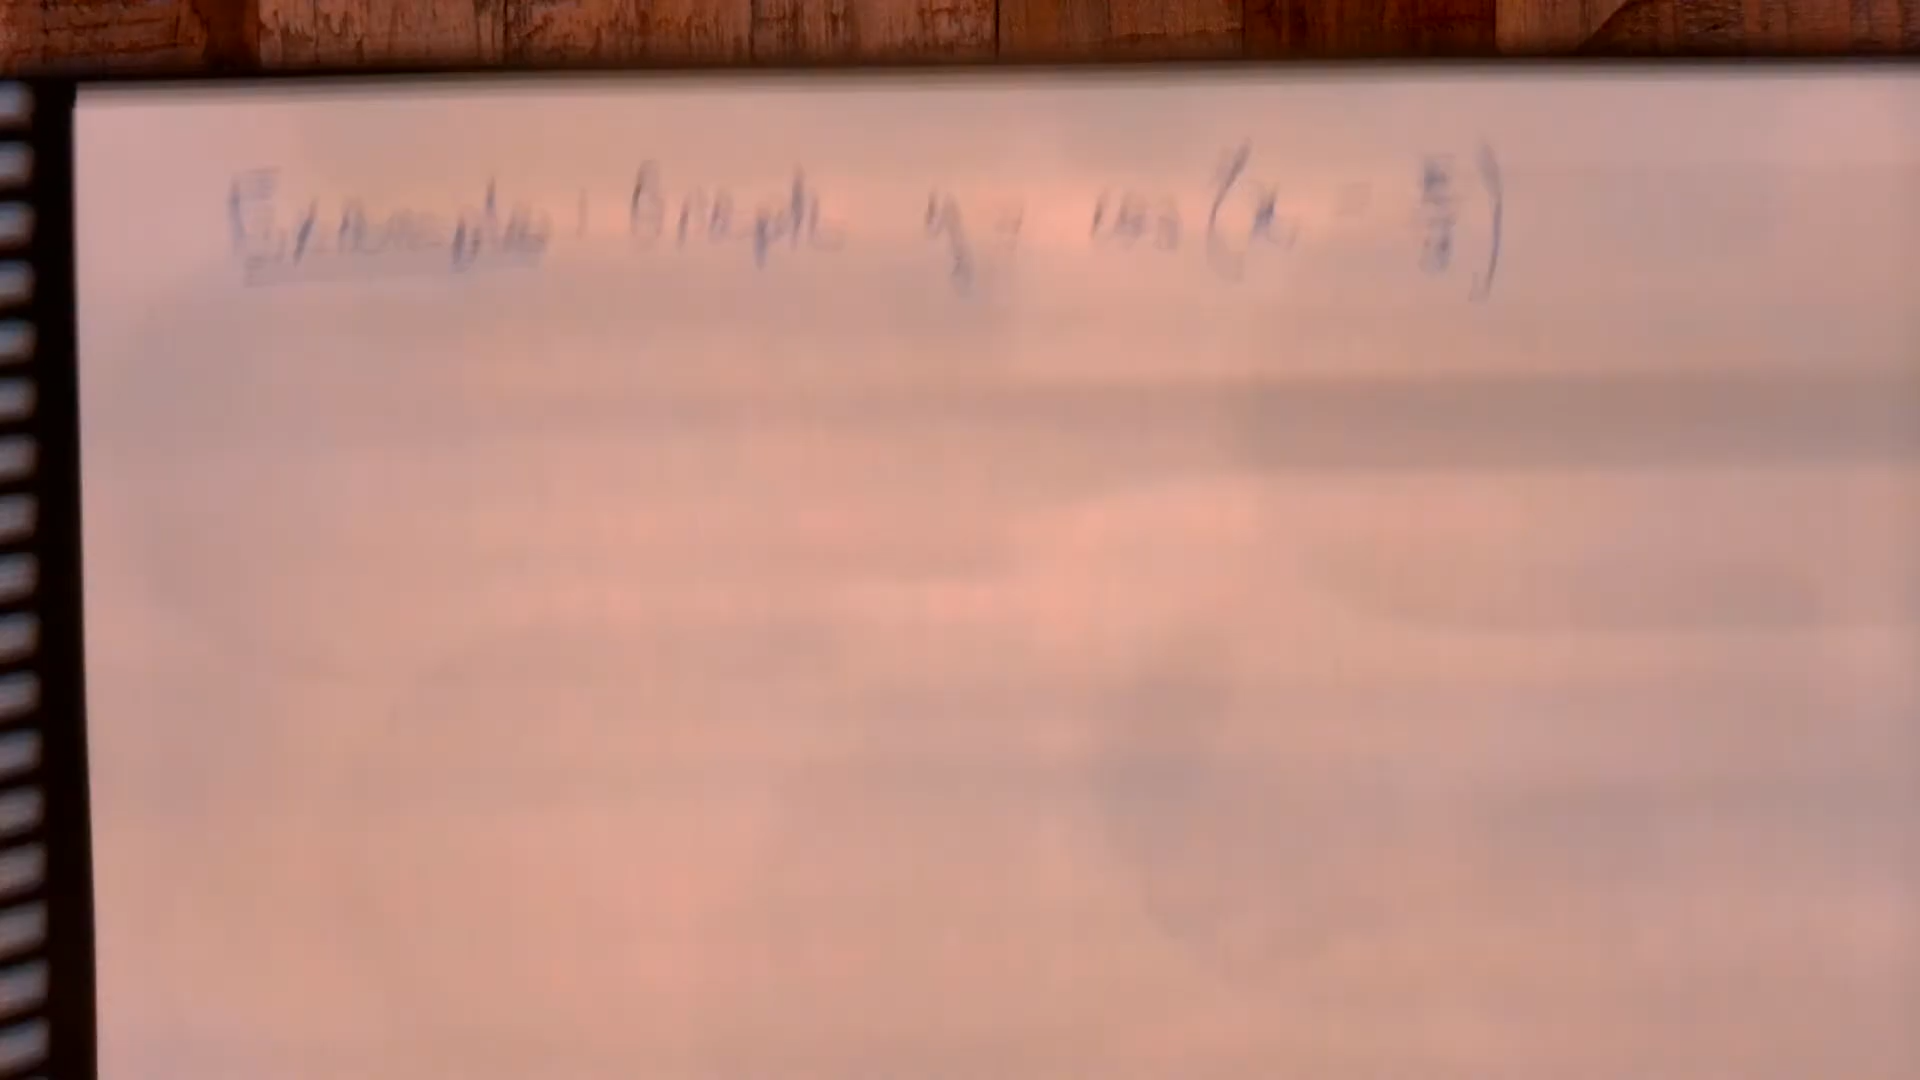 Example: Graph y = cos(x -